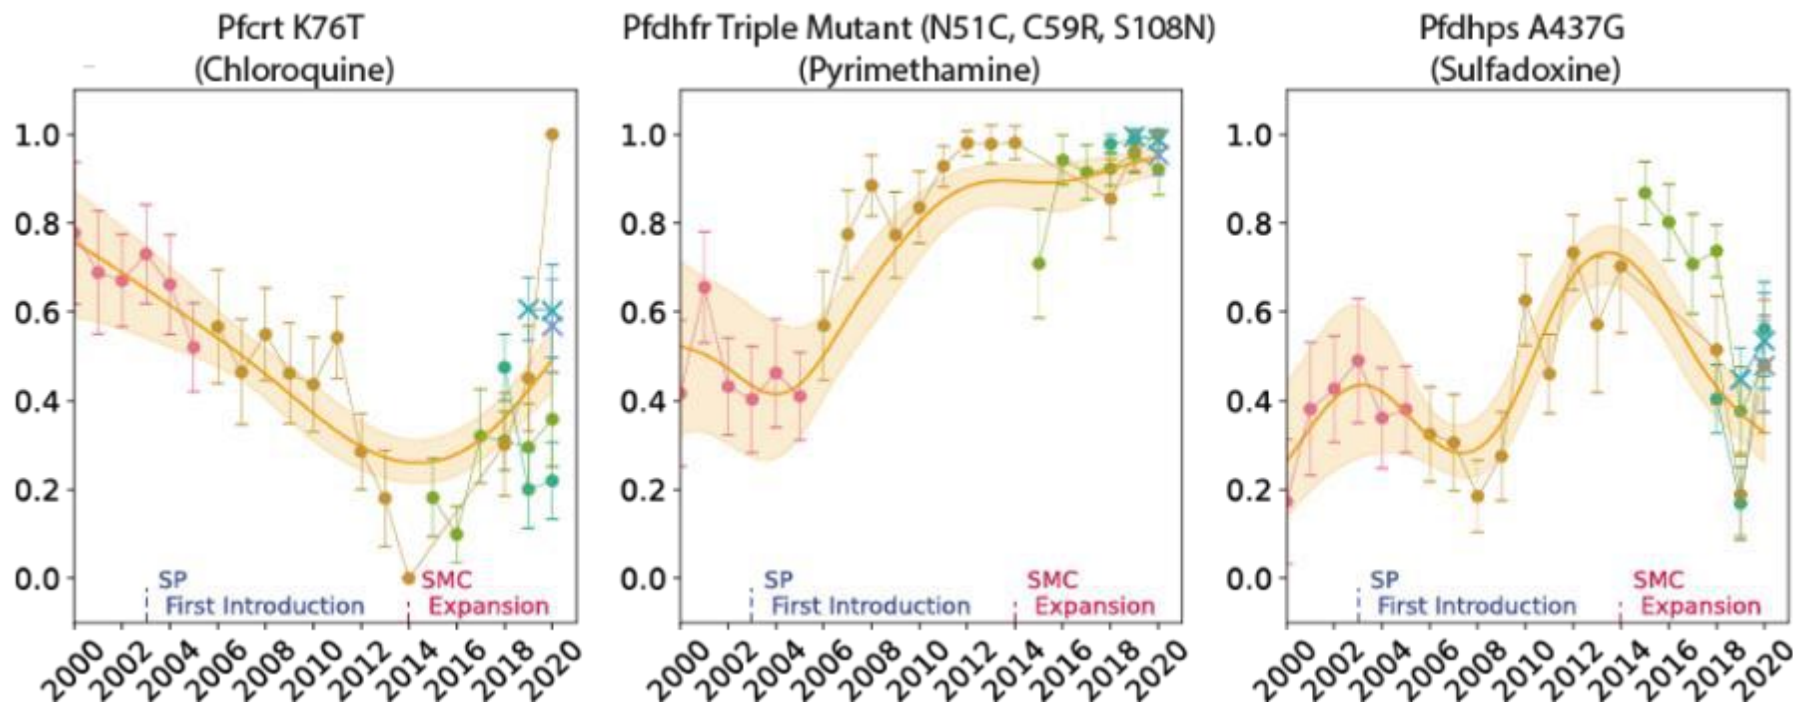 Pfcrt K76T
(Chloroquine)
1.0
0.8
0.6
0.4
0.2
0.0
SP
First Introduction
SMC
Expansion
2000 2002 2004 2006 2008 2010 2012 2014 2016 2018 2020
Pfdhfr Triple Mutant (N51C, C59R, S108N)
(Pyrimethamine)
1.0
0.8
0.6
0.4
0.2
0.0
SP
First Introduction
SMC
Expansion
2000 2002 2004 2006 2008 2010 2012 2014 2016 2018 2020
Pfdhps A437G
(Sulfadoxine)
1.0
0.8
0.6
0.4
0.2
0.0
SP
First Introduction
SMC
Expansion
2000 2002 2004 2006 2008 2010 2012 2014 2016 2018 2020